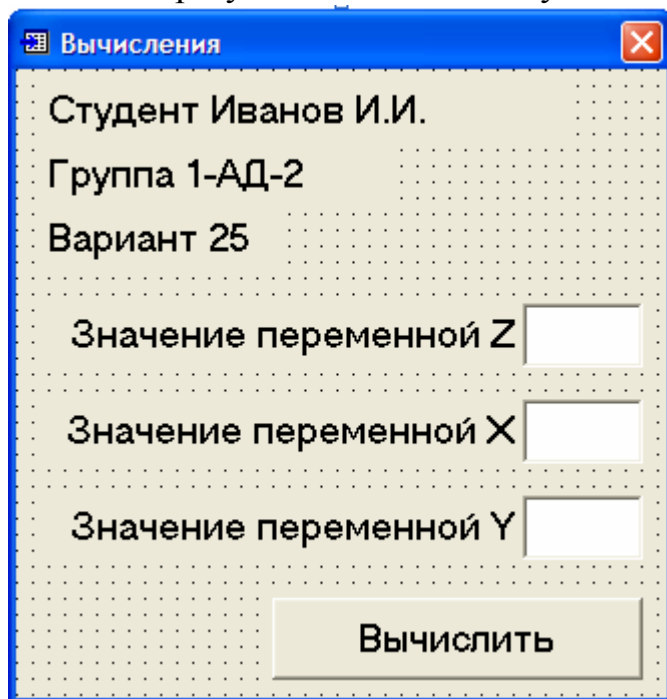 Вычисления
Студент Иванов И.И.
Группа 1-АД-2
Вариант 25
Значение переменной Z
Значение переменной X
Значение переменной Y
Вычислить